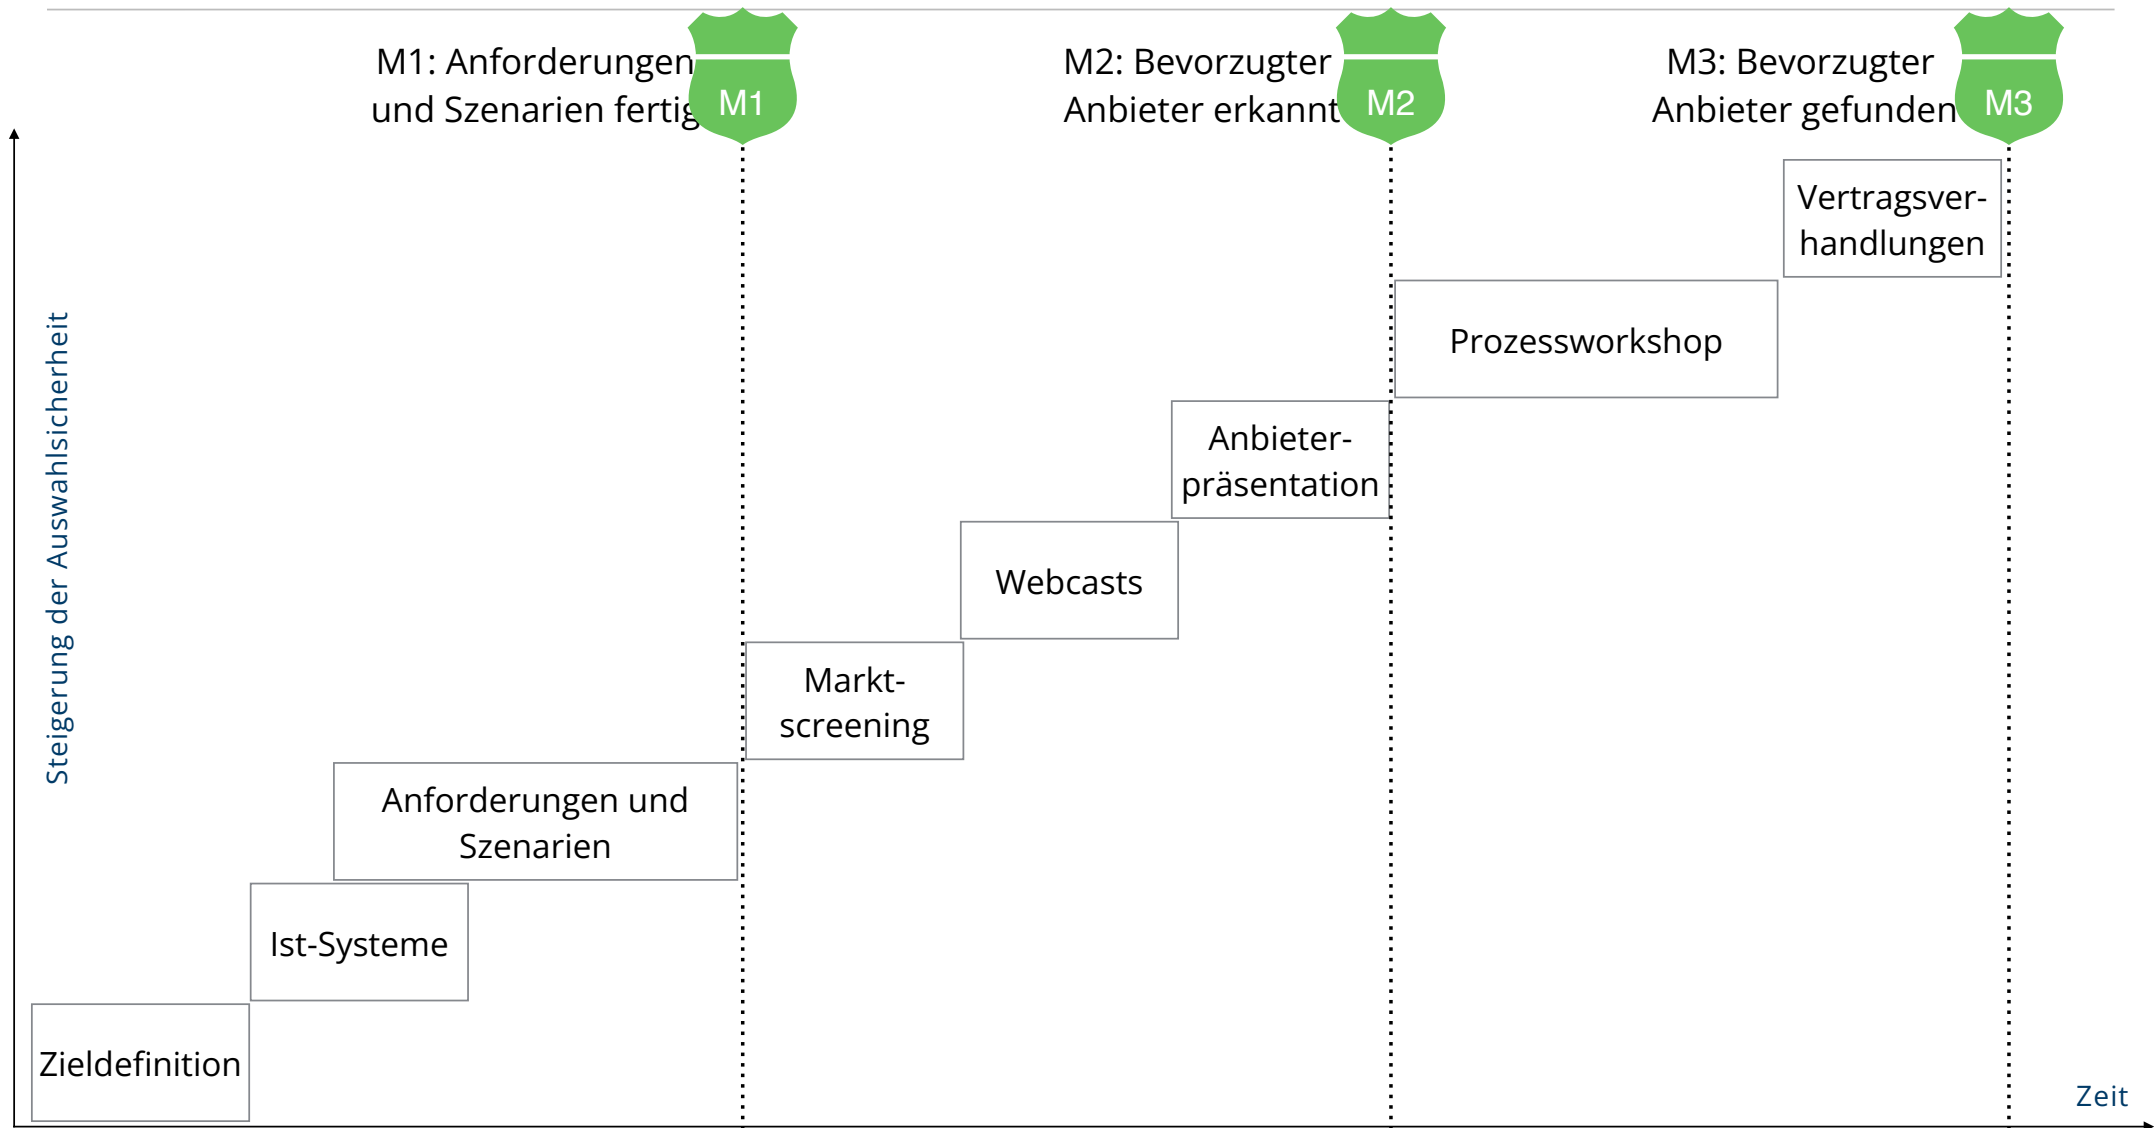 M1: Anforderungen
und Szenarien fertig
M1
M2: Bevorzugter
Anbieter erkannt
M2
M3: Bevorzugter
Anbieter gefunden
M3
Steigerung der Auswahlsicherheit
Vertragsver-
handlungen
Prozessworkshop
Anbieter-
präsentation
Webcasts
Markt-
screening
Anforderungen und
Szenarien
Ist-Systeme
Zieldefinition
Zeit